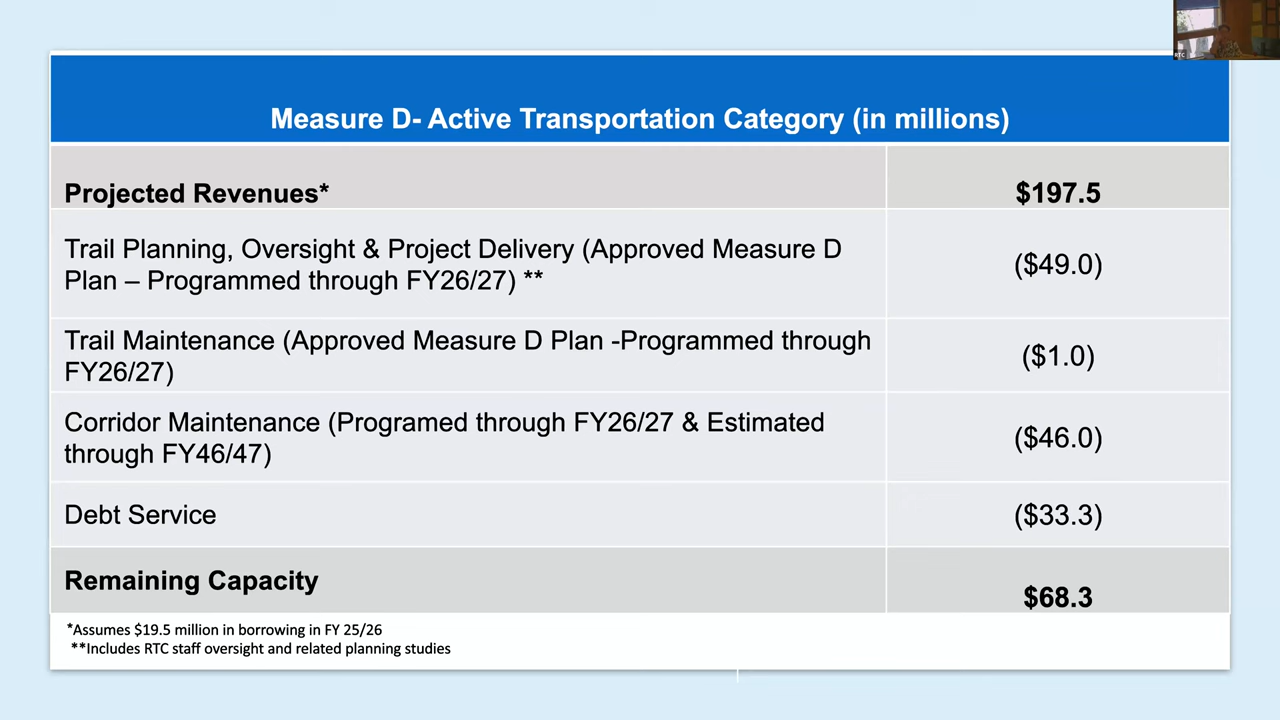 RTC
Measure D- Active Transportation Category (in millions)
Projected Revenues* $197.5
Trail Planning, Oversight & Project Delivery (Approved Measure D
Plan – Programmed through FY26/27) ** ($49.0)
Trail Maintenance (Approved Measure D Plan -Programmed through
FY26/27) ($1.0)
Corridor Maintenance (Programed through FY26/27 & Estimated
through FY46/47) ($46.0)
Debt Service ($33.3)
Remaining Capacity $68.3
*Assumes $19.5 million in borrowing in FY 25/26
**Includes RTC staff oversight and related planning studies